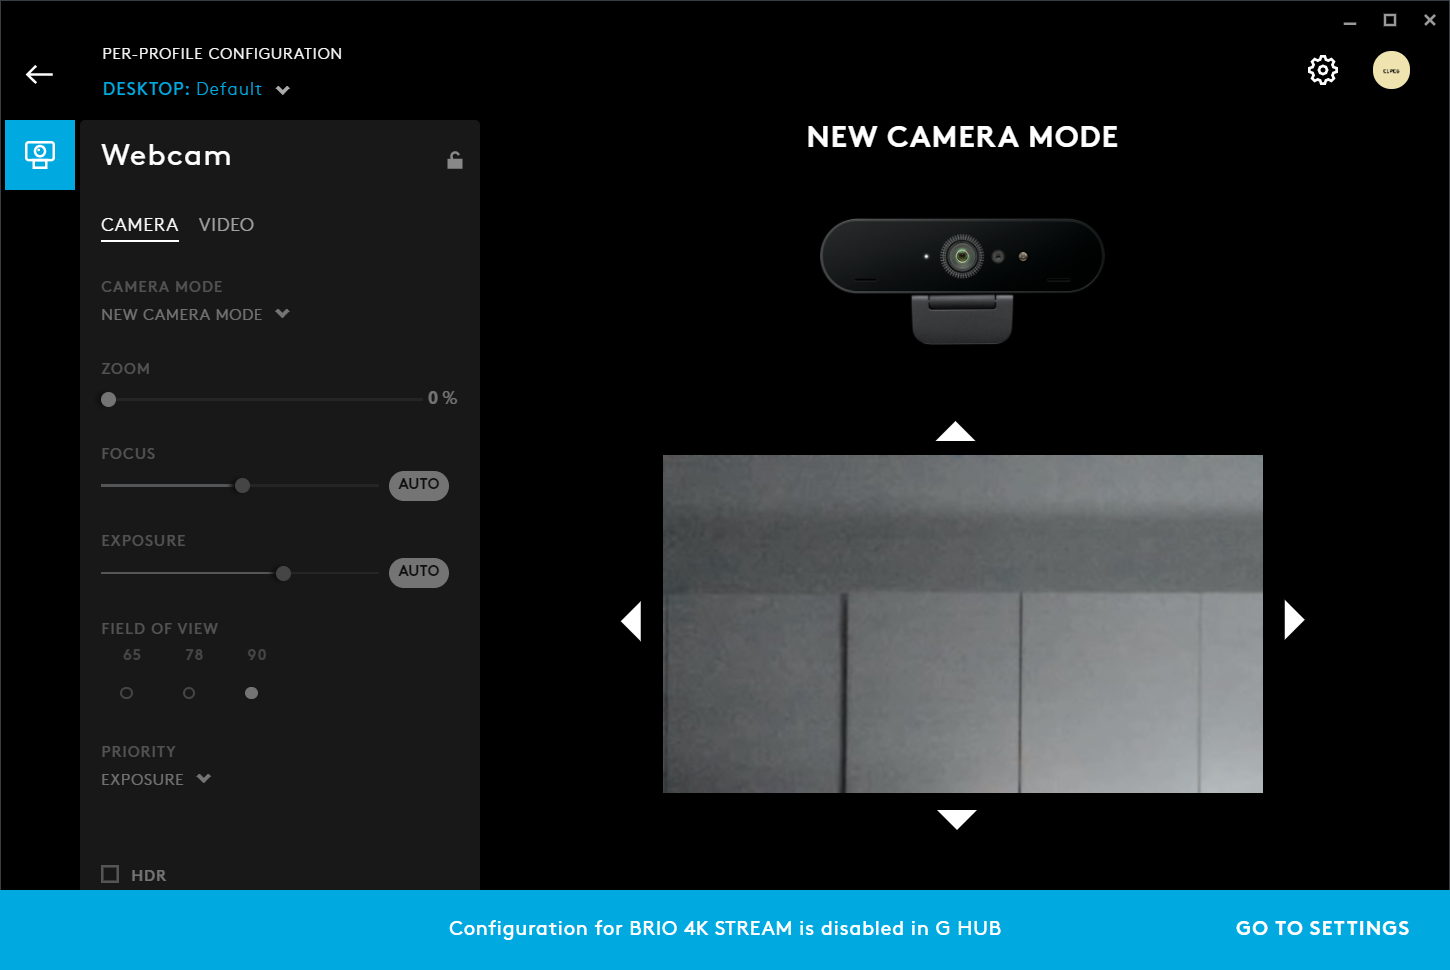 PER-PROFILE CONFIGURATION
DESKTOP: Default
Webcam
CAMERA VIDEO
CAMERA MODE
NEW CAMERA MODE
ZOOM
0 %
FOCUS
AUTO
EXPOSURE
AUTO
FIELD OF VIEW
65 78 90
PRIORITY
EXPOSURE
HDR
NEW CAMERA MODE
Configuration for BRIO 4K STREAM is disabled in G HUB
GO TO SETTINGS